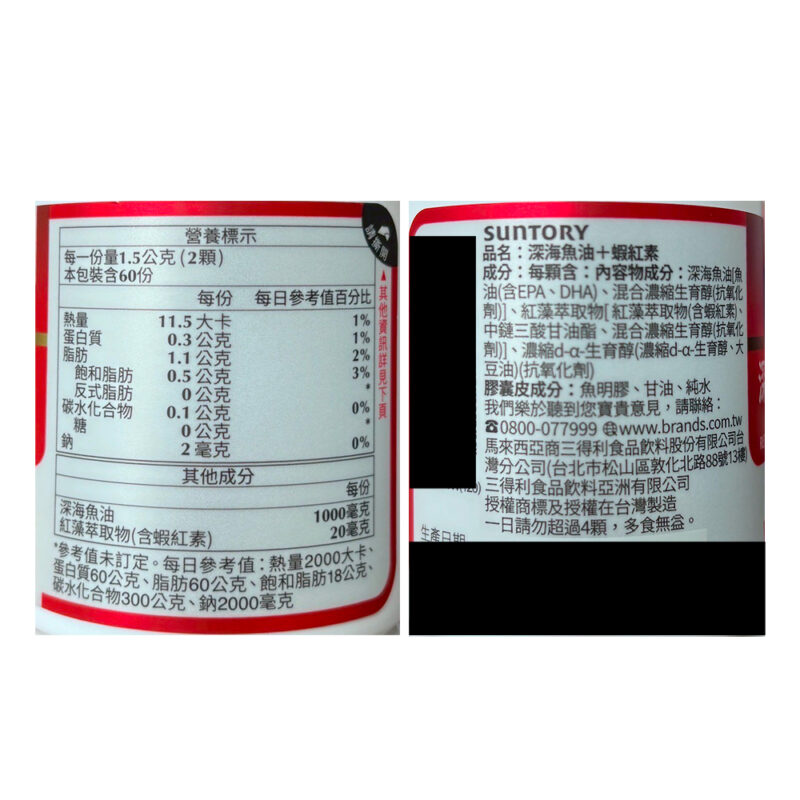 營養標示
每一份量1.5公克(2顆)
本包裝含60份
每份 每日參考值百分比
熱量 11.5大卡 1%
蛋白質 0.3公克 1%
脂肪 1.1公克 2%
飽和脂肪 0.5公克 3%
反式脂肪 0公克 *
碳水化合物 0.1公克 0%
糖 0公克 *
鈉 2毫克 0%
其他成分
每份
深海魚油 1000毫克
紅藻萃取物(含蝦紅素) 20毫克
*參考值未訂定。每日參考值：熱量2000大卡、
蛋白質60公克、脂肪60公克、飽和脂肪18公克、
碳水化合物300公克、鈉2000毫克
▲其他資訊詳見下頁
SUNTORY
品名：深海魚油＋蝦紅素
成分：每顆含：內容物成分：深海魚油[魚
油(含EPA、DHA)、混合濃縮生育醇(抗氧化
劑)]、紅藻萃取物[紅藻萃取物(含蝦紅素)、
中鏈三酸甘油酯、混合濃縮生育醇(抗氧化
劑)]、濃縮d-α-生育醇(濃縮d-α-生育醇、大
豆油)(抗氧化劑)
膠囊皮成分：魚明膠、甘油、純水
我們樂於聽到您寶貴意見，請聯絡：
☎0800-077999 www.brands.com.tw
馬來西亞商三得利食品飲料股份有限公司台
灣分公司(台北市松山區敦化北路88號13樓)
三得利食品飲料亞洲有限公司
授權商標及授權在台灣製造
一日請勿超過4顆，多食無益。
生產日期